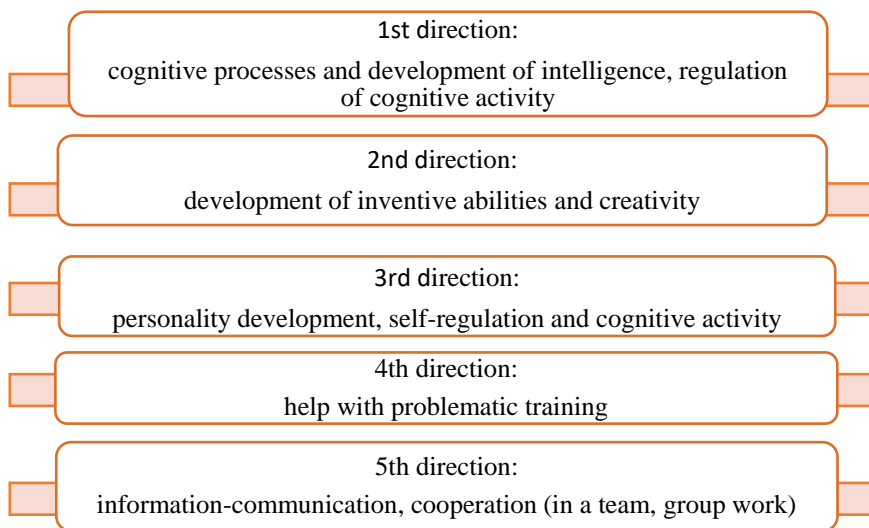 1st direction:
cognitive processes and development of intelligence, regulation
of cognitive activity
2nd direction:
development of inventive abilities and creativity
3rd direction:
personality development, self-regulation and cognitive activity
4th direction:
help with problematic training
5th direction:
information-communication, cooperation (in a team, group work)